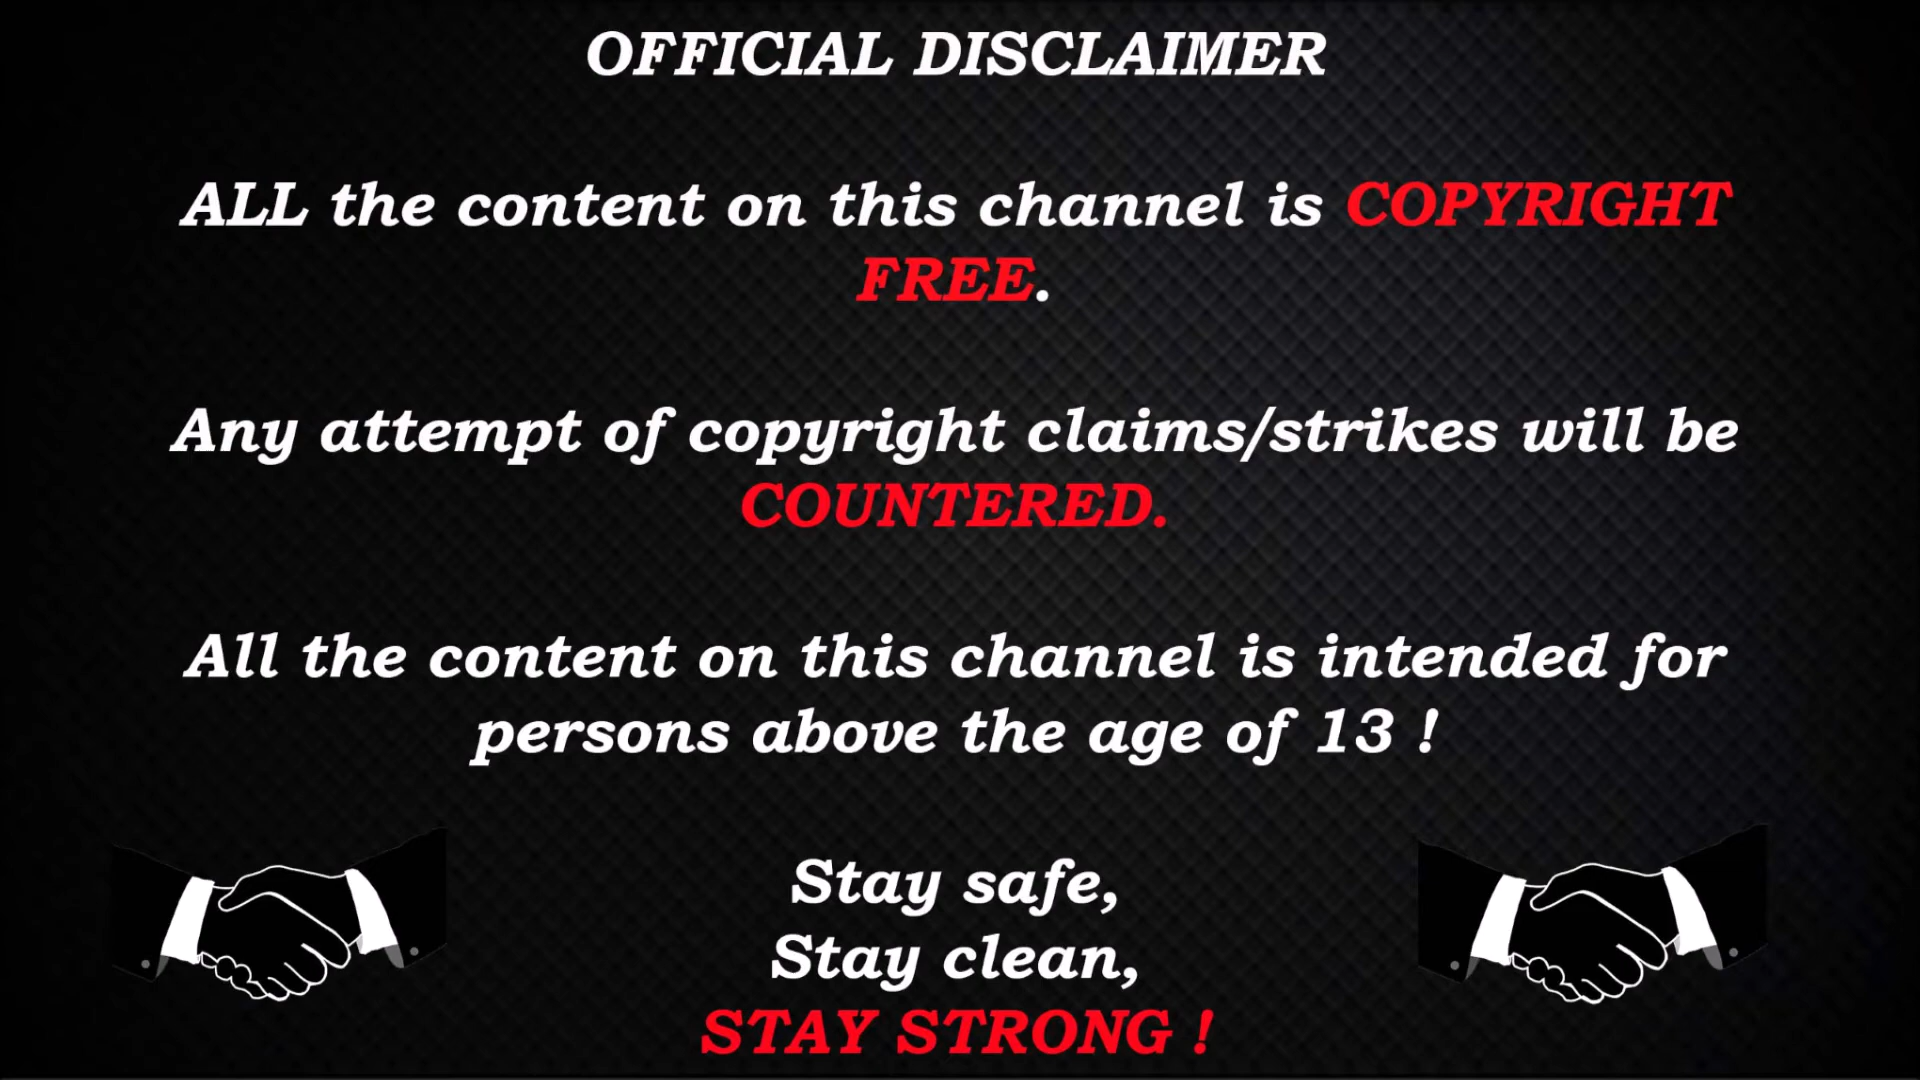 OFFICIAL DISCLAIMER
ALL the content on this channel is COPYRIGHT
FREE.
Any attempt of copyright claims/strikes will be
COUNTERED.
All the content on this channel is intended for
persons above the age of 13 !
Stay safe,
Stay clean,
STAY STRONG !